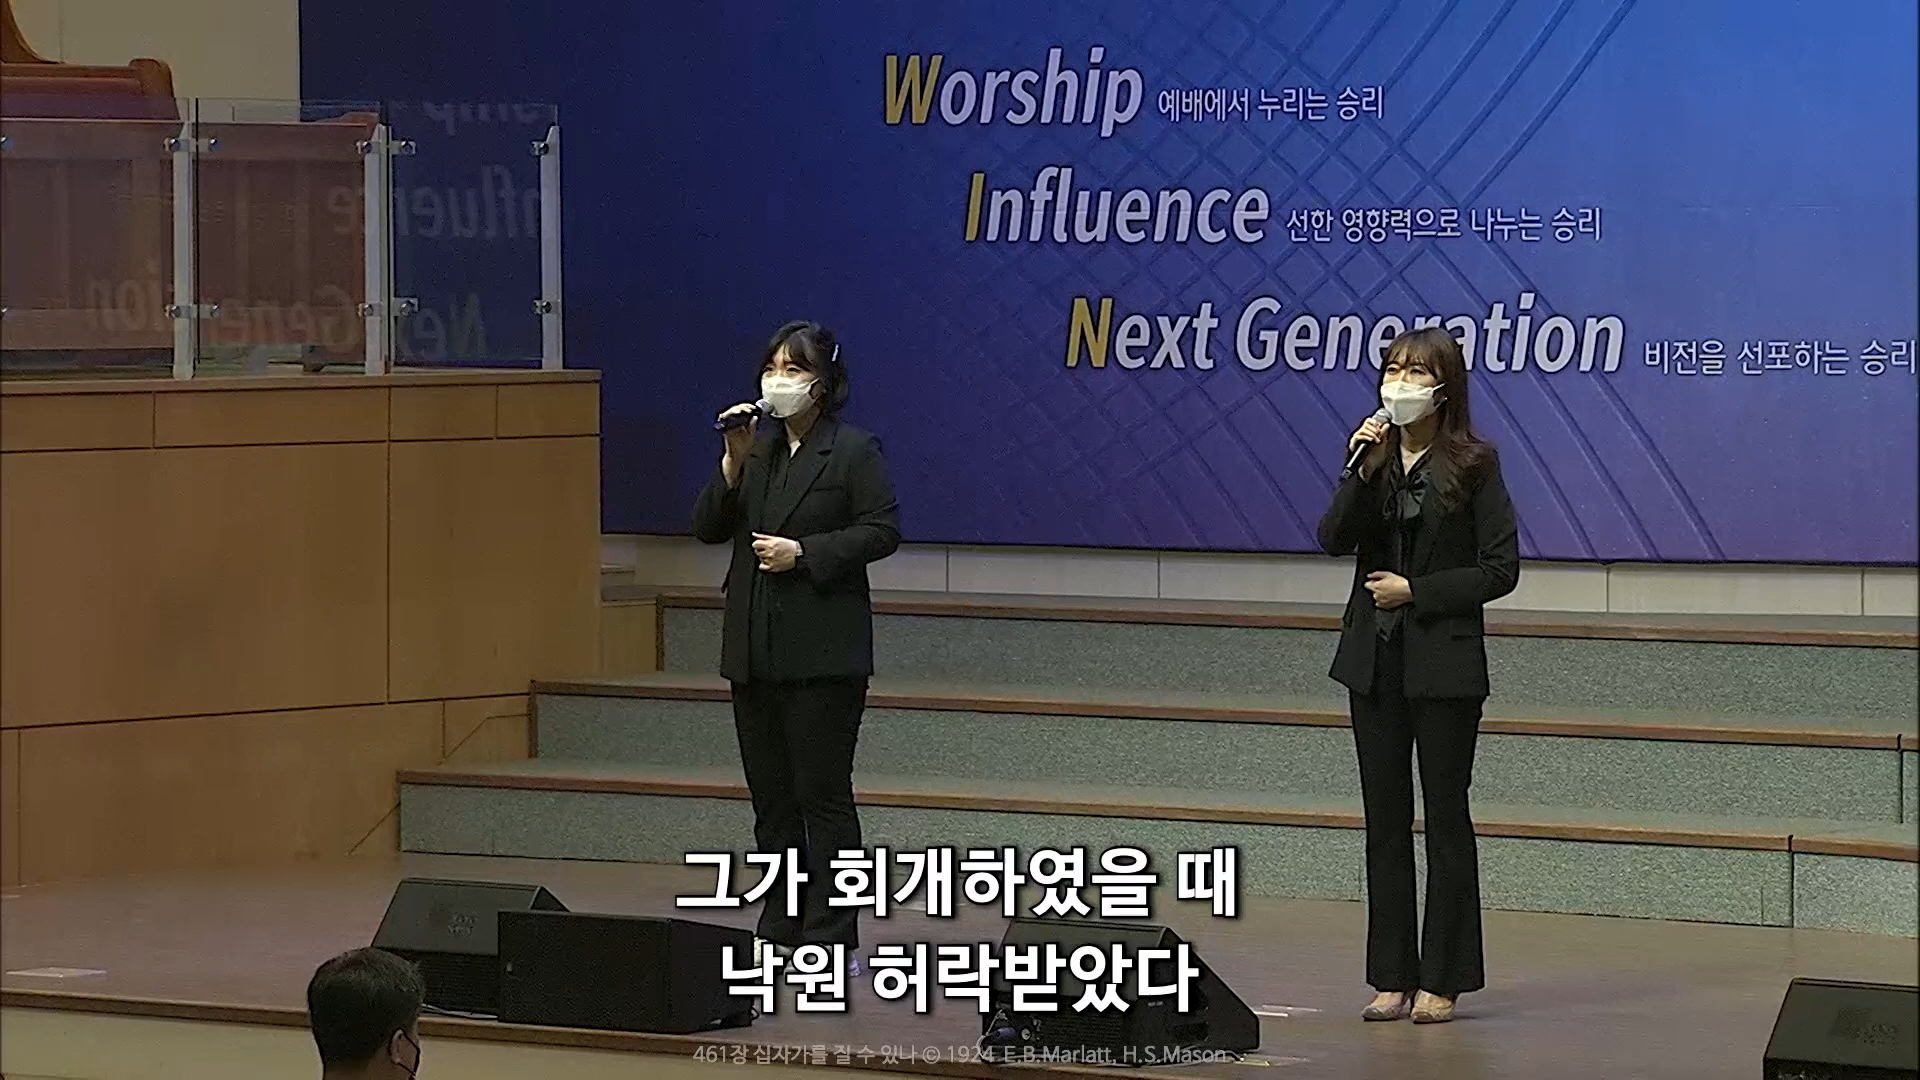 Worship 예배에서 누리는 승리
Influence 선한 영향력으로 나누는 승리
Next Generation 비전을 선포하는 승리
그가 회개하였을 때
낙원 허락받았다
461장 십자가를 질 수 있나 © 1924 E.B.Marlatt, H.S.Mason